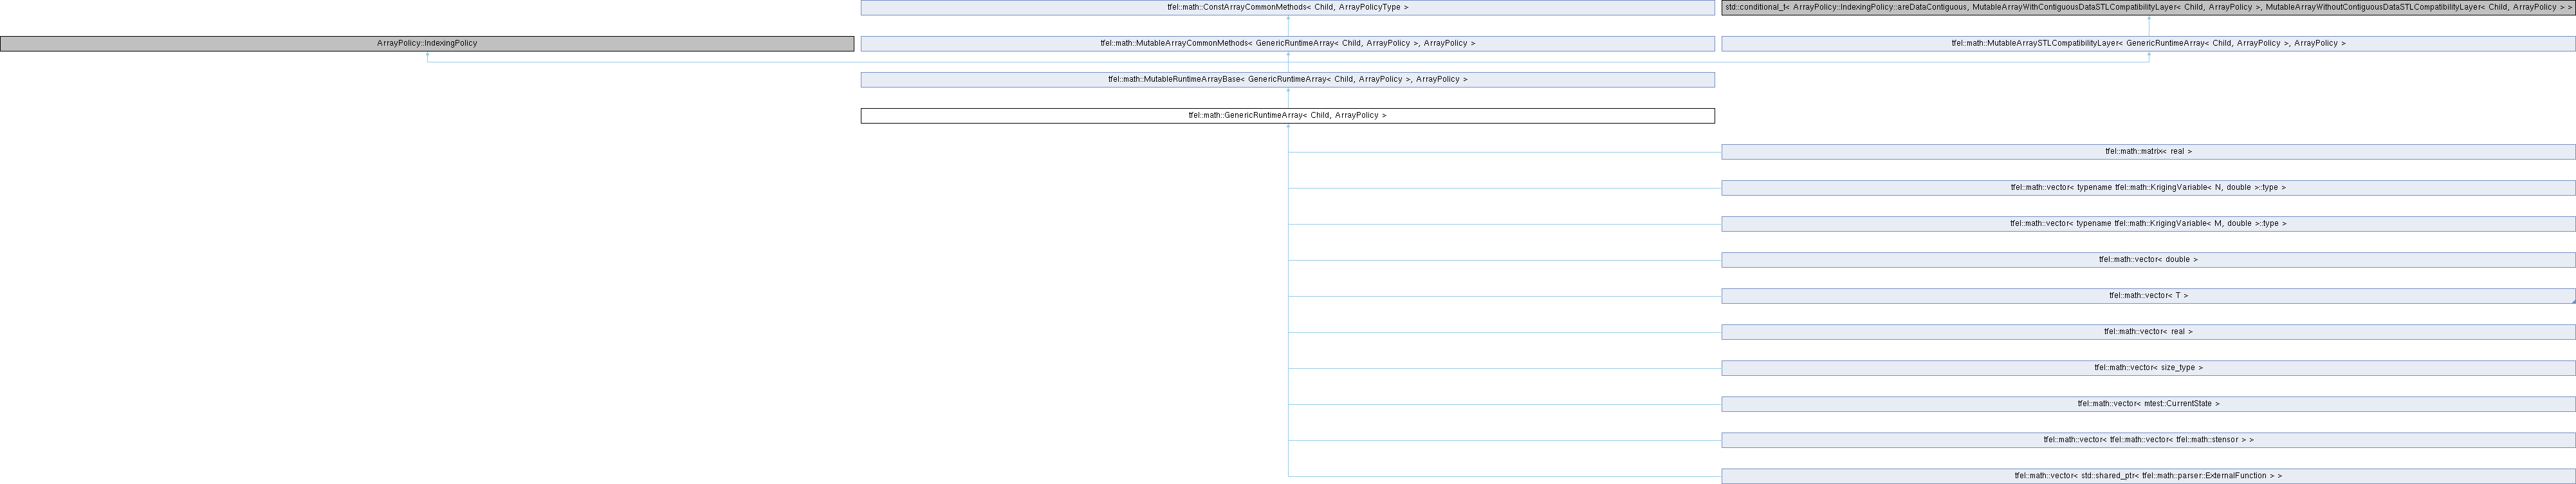 tfel::math::ConstArrayCommonMethods< Child, ArrayPolicyType >
std::conditional_t< ArrayPolicy::IndexingPolicy::areDataContiguous, MutableArrayWithContiguousDataSTLCompatibilityLayer< Child, ArrayPolicy >, MutableArrayWithoutContiguousDataSTLCompatibilityLayer< Child, ArrayPolicy > >
ArrayPolicy::IndexingPolicy
tfel::math::MutableArrayCommonMethods< GenericRuntimeArray< Child, ArrayPolicy >, ArrayPolicy >
tfel::math::MutableArraySTLCompatibilityLayer< GenericRuntimeArray< Child, ArrayPolicy >, ArrayPolicy >
tfel::math::MutableRuntimeArrayBase< GenericRuntimeArray< Child, ArrayPolicy >, ArrayPolicy >
tfel::math::GenericRuntimeArray< Child, ArrayPolicy >
tfel::math::matrix< real >
tfel::math::vector< typename tfel::math::KrigingVariable< N, double >::type >
tfel::math::vector< typename tfel::math::KrigingVariable< M, double >::type >
tfel::math::vector< double >
tfel::math::vector< T >
tfel::math::vector< real >
tfel::math::vector< size_type >
tfel::math::vector< mtest::CurrentState >
tfel::math::vector< tfel::math::vector< tfel::math::stensor > >
tfel::math::vector< std::shared_ptr< tfel::math::parser::ExternalFunction > >